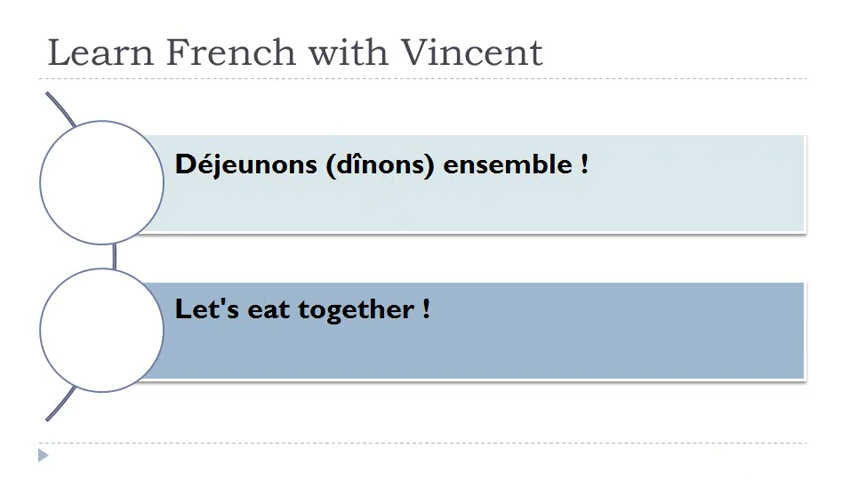 Learn French with Vincent
Déjeunons (dînons) ensemble !
Let's eat together !